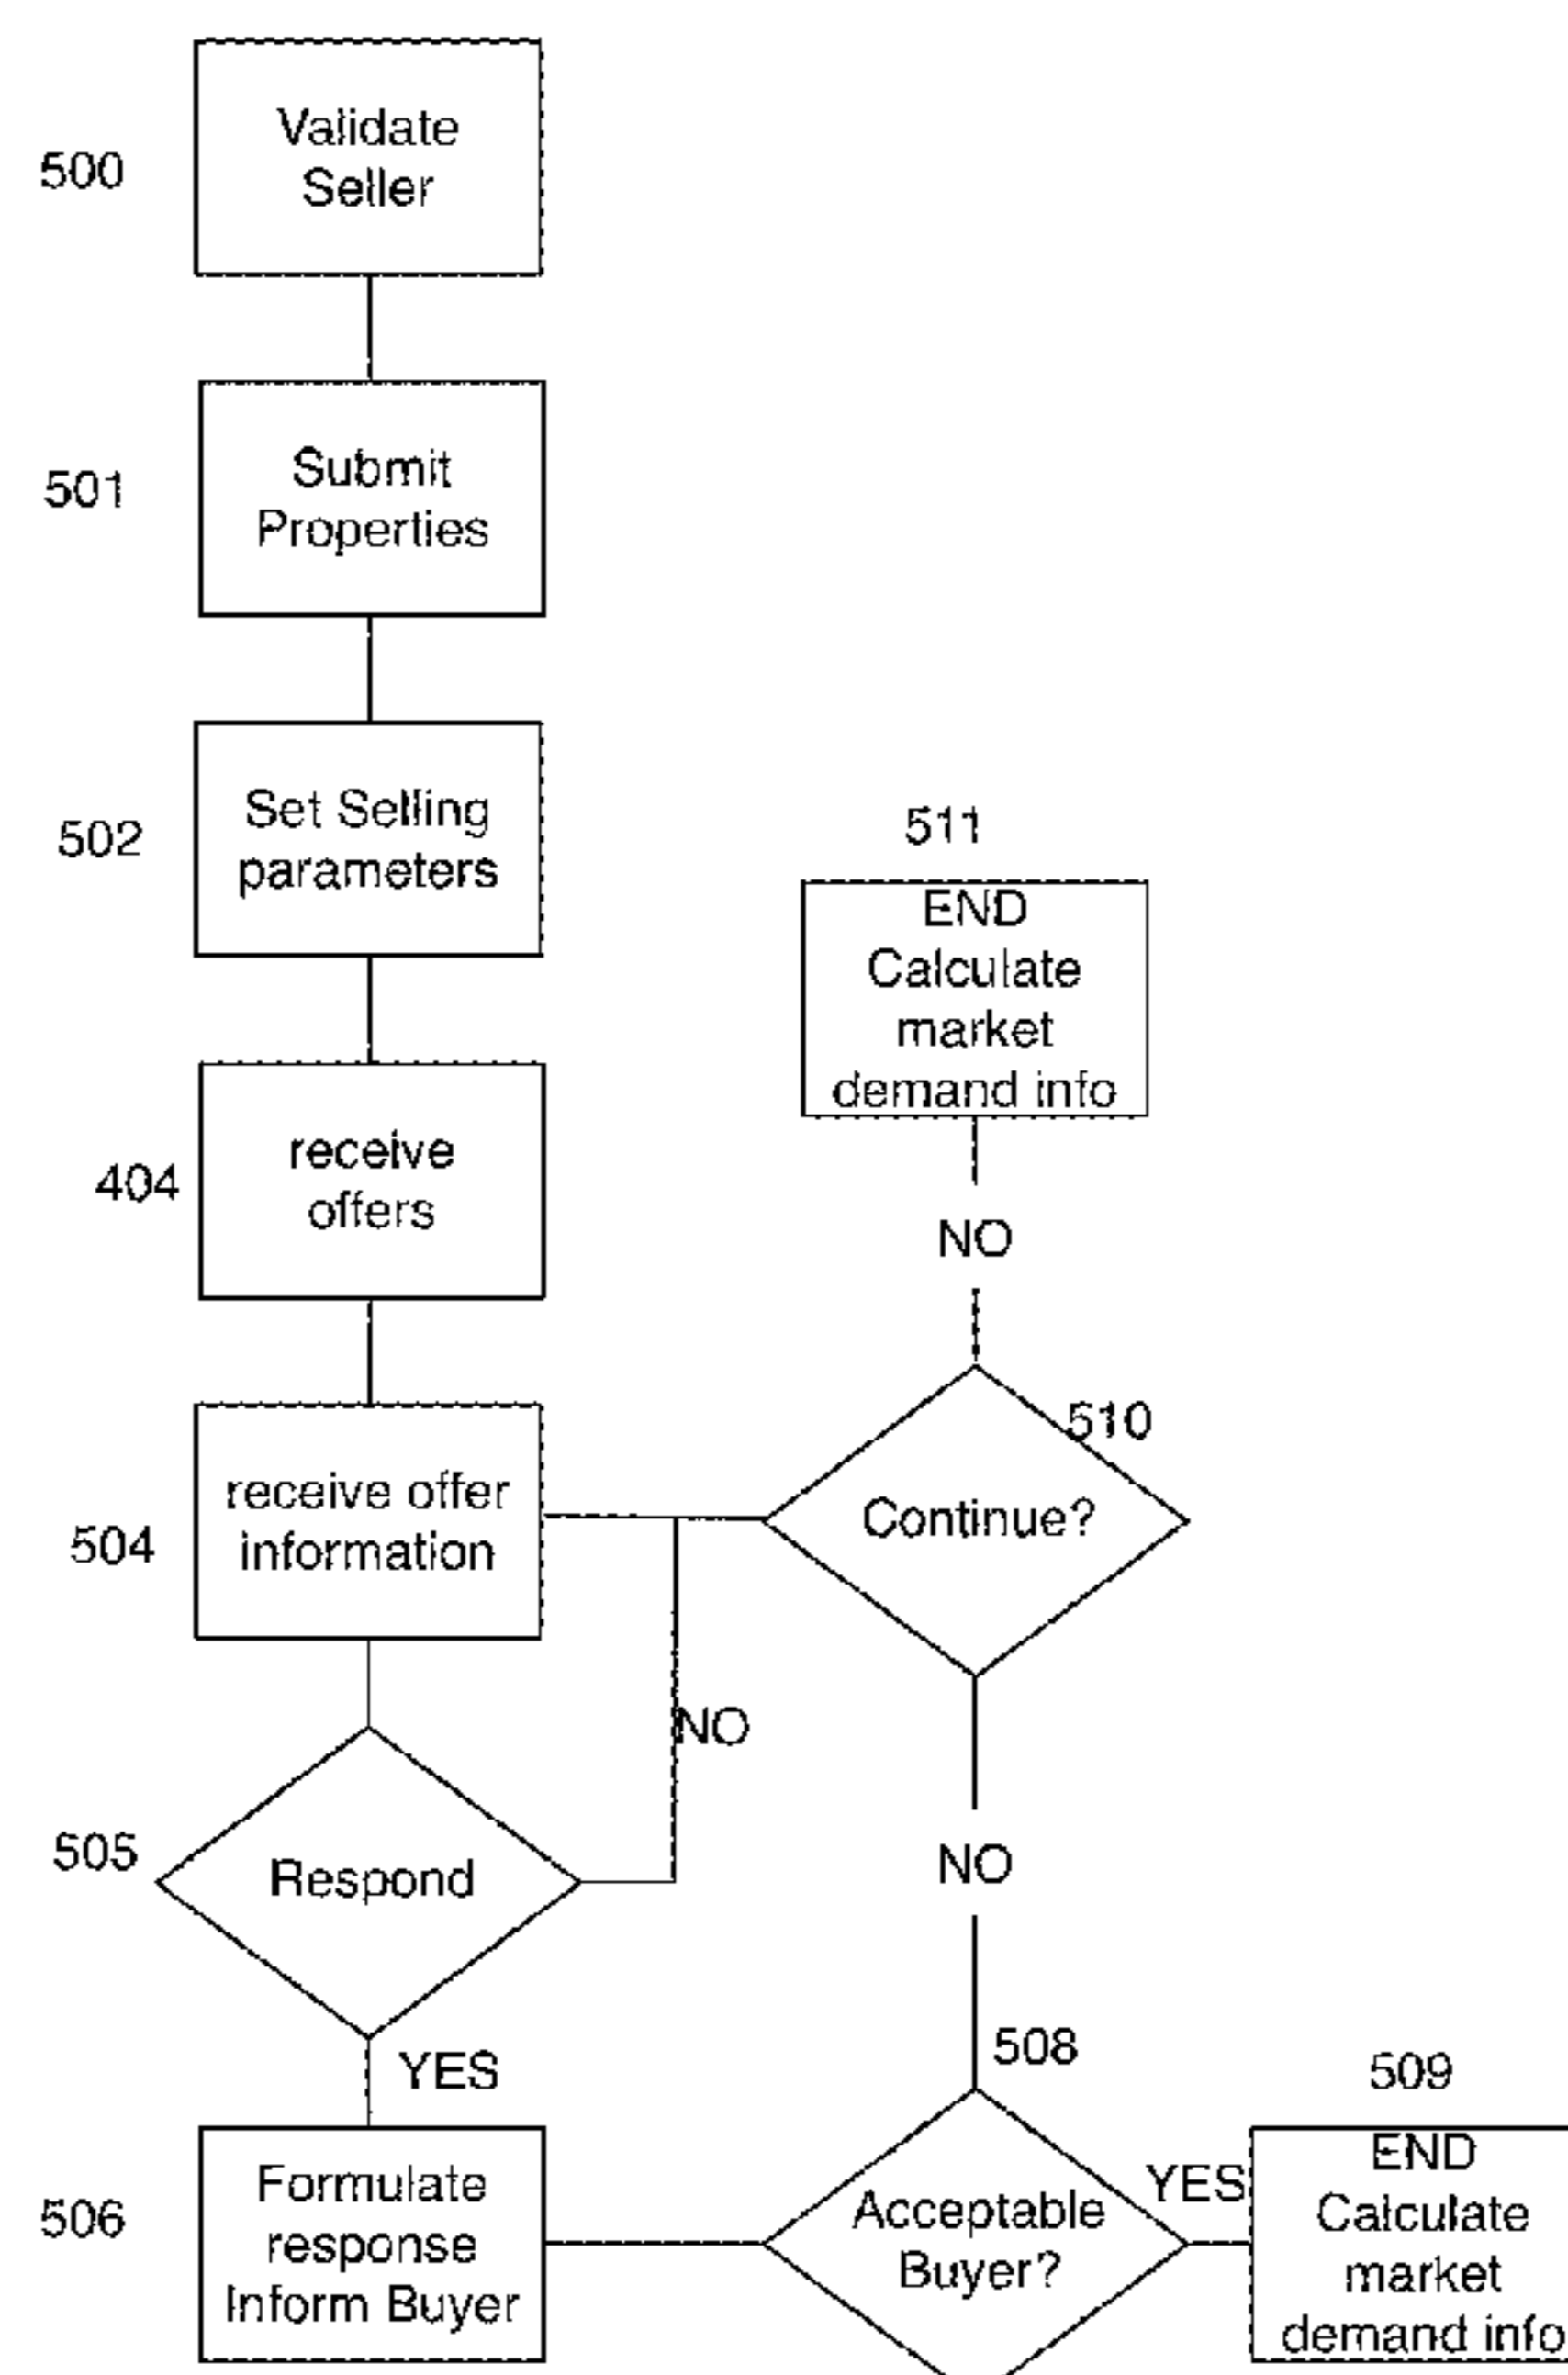 500
Validate
Seller
501
Submit
Properties
502
Set Selling
parameters
511
END
Calculate
market
demand info
404
receive
offers
NO
510
Continue?
504
receive offer
information
NO
505
Respond
NO
YES
508
509
506
Formulate
response
Inform Buyer
Acceptable
Buyer?
YES
END
Calculate
market
demand info